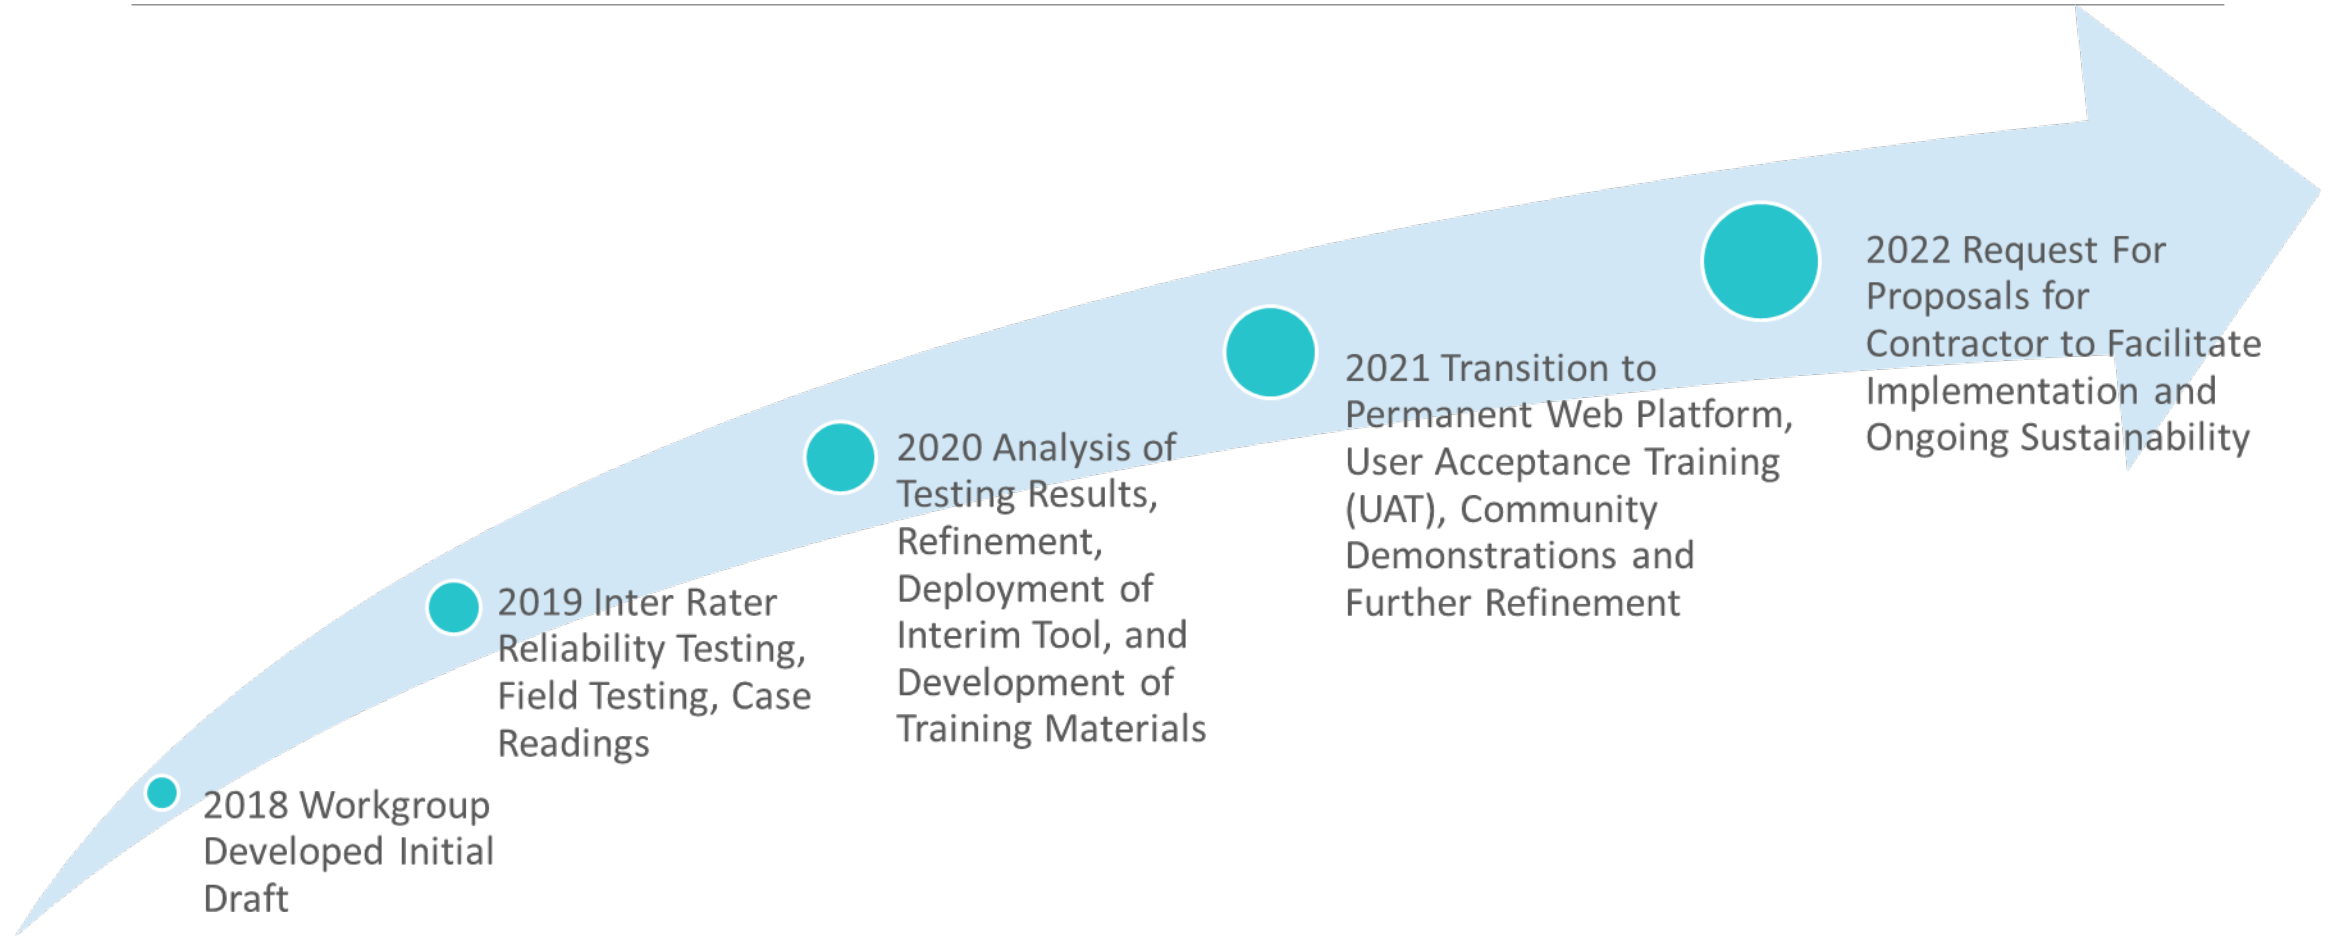 2018 Workgroup
Developed Initial
Draft
2019 Inter Rater
Reliability Testing,
Field Testing, Case
Readings
2020 Analysis of
Testing Results,
Refinement,
Deployment of
Interim Tool, and
Development of
Training Materials
2021 Transition to
Permanent Web Platform,
User Acceptance Training
(UAT), Community
Demonstrations and
Further Refinement
2022 Request For
Proposals for
Contractor to Facilitate
Implementation and
Ongoing Sustainability